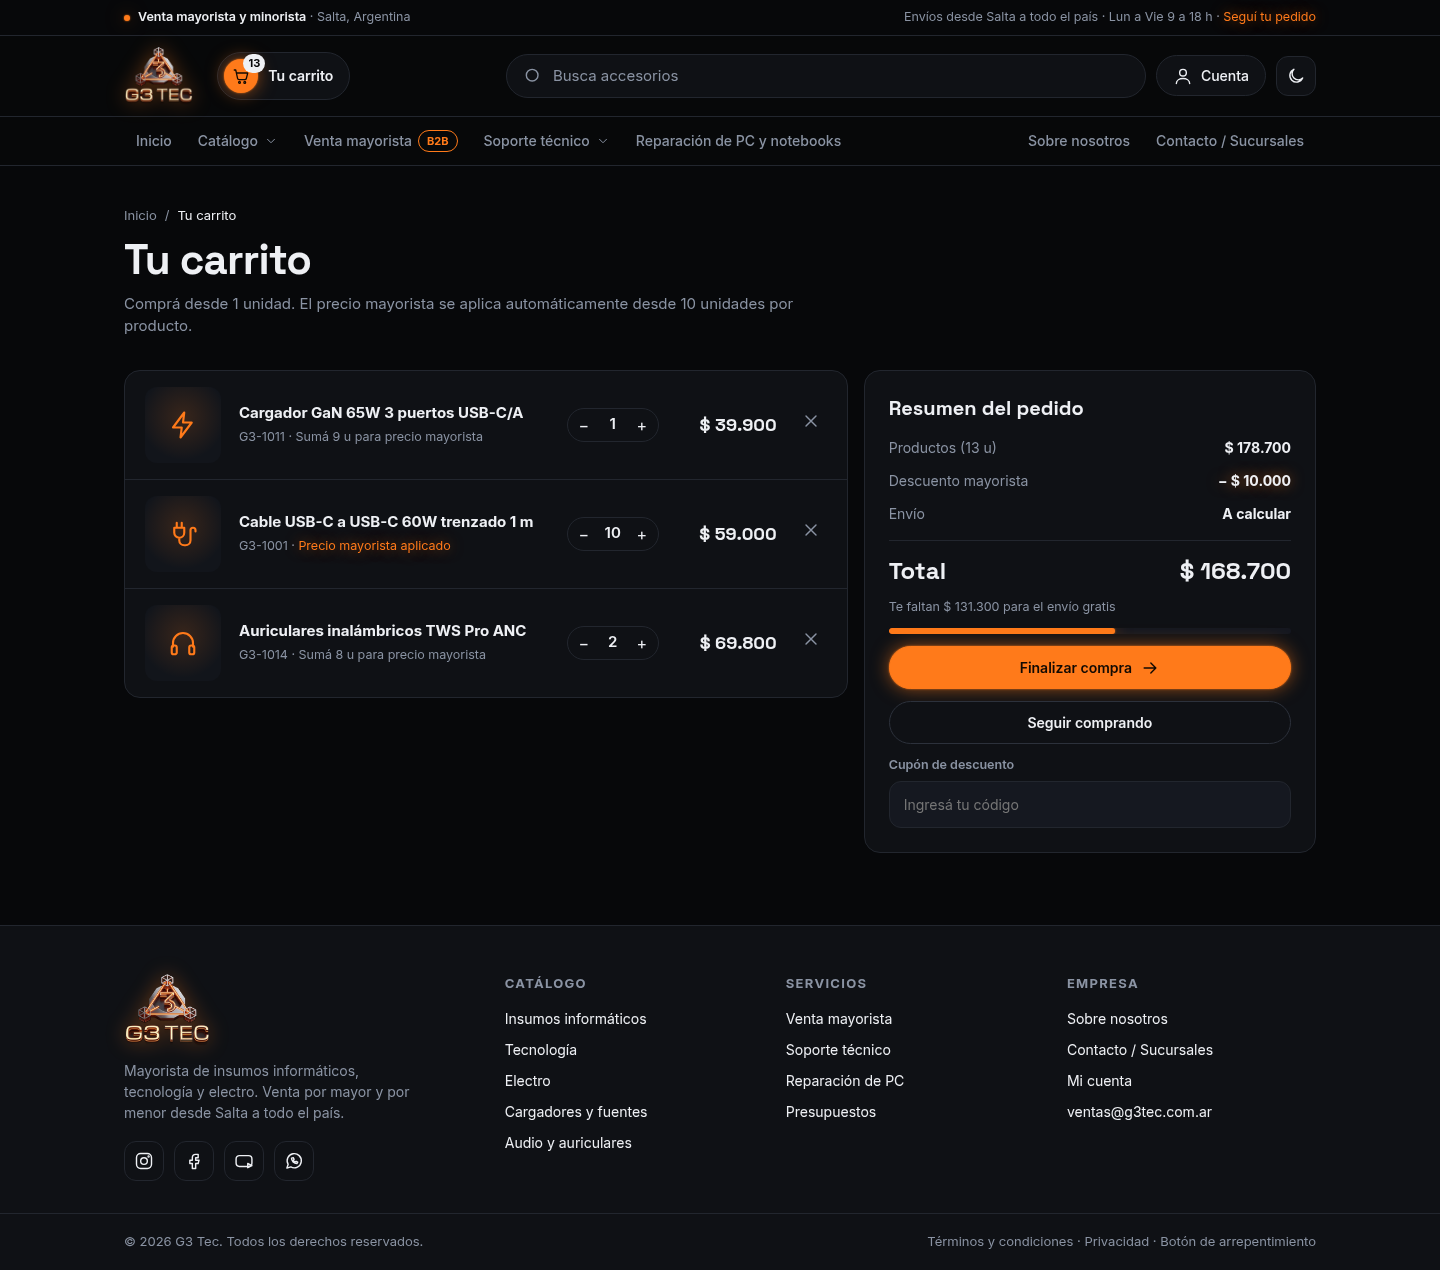 Venta mayorista y minorista · Salta, Argentina
Envíos desde Salta a todo el país · Lun a Vie 9 a 18 h · Seguí tu pedido
G3 TEC
13
Tu carrito
Busca accesorios
Cuenta
Inicio
Catálogo
Venta mayorista B2B
Soporte técnico
Reparación de PC y notebooks
Sobre nosotros
Contacto / Sucursales
Inicio / Tu carrito
Tu carrito
Comprá desde 1 unidad. El precio mayorista se aplica automáticamente desde 10 unidades por
producto.
Cargador GaN 65W 3 puertos USB-C/A
G3-1011 · Sumá 9 u para precio mayorista
− 1 +
$ 39.900
Cable USB-C a USB-C 60W trenzado 1 m
G3-1001 · Precio mayorista aplicado
− 10 +
$ 59.000
Auriculares inalámbricos TWS Pro ANC
G3-1014 · Sumá 8 u para precio mayorista
− 2 +
$ 69.800
Resumen del pedido
Productos (13 u) $ 178.700
Descuento mayorista − $ 10.000
Envío A calcular
Total $ 168.700
Te faltan $ 131.300 para el envío gratis
Finalizar compra
Seguir comprando
Cupón de descuento
Ingresá tu código
G3 TEC
Mayorista de insumos informáticos,
tecnología y electro. Venta por mayor y por
menor desde Salta a todo el país.
CATÁLOGO
Insumos informáticos
Tecnología
Electro
Cargadores y fuentes
Audio y auriculares
SERVICIOS
Venta mayorista
Soporte técnico
Reparación de PC
Presupuestos
EMPRESA
Sobre nosotros
Contacto / Sucursales
Mi cuenta
ventas@g3tec.com.ar
© 2026 G3 Tec. Todos los derechos reservados.
Términos y condiciones · Privacidad · Botón de arrepentimiento